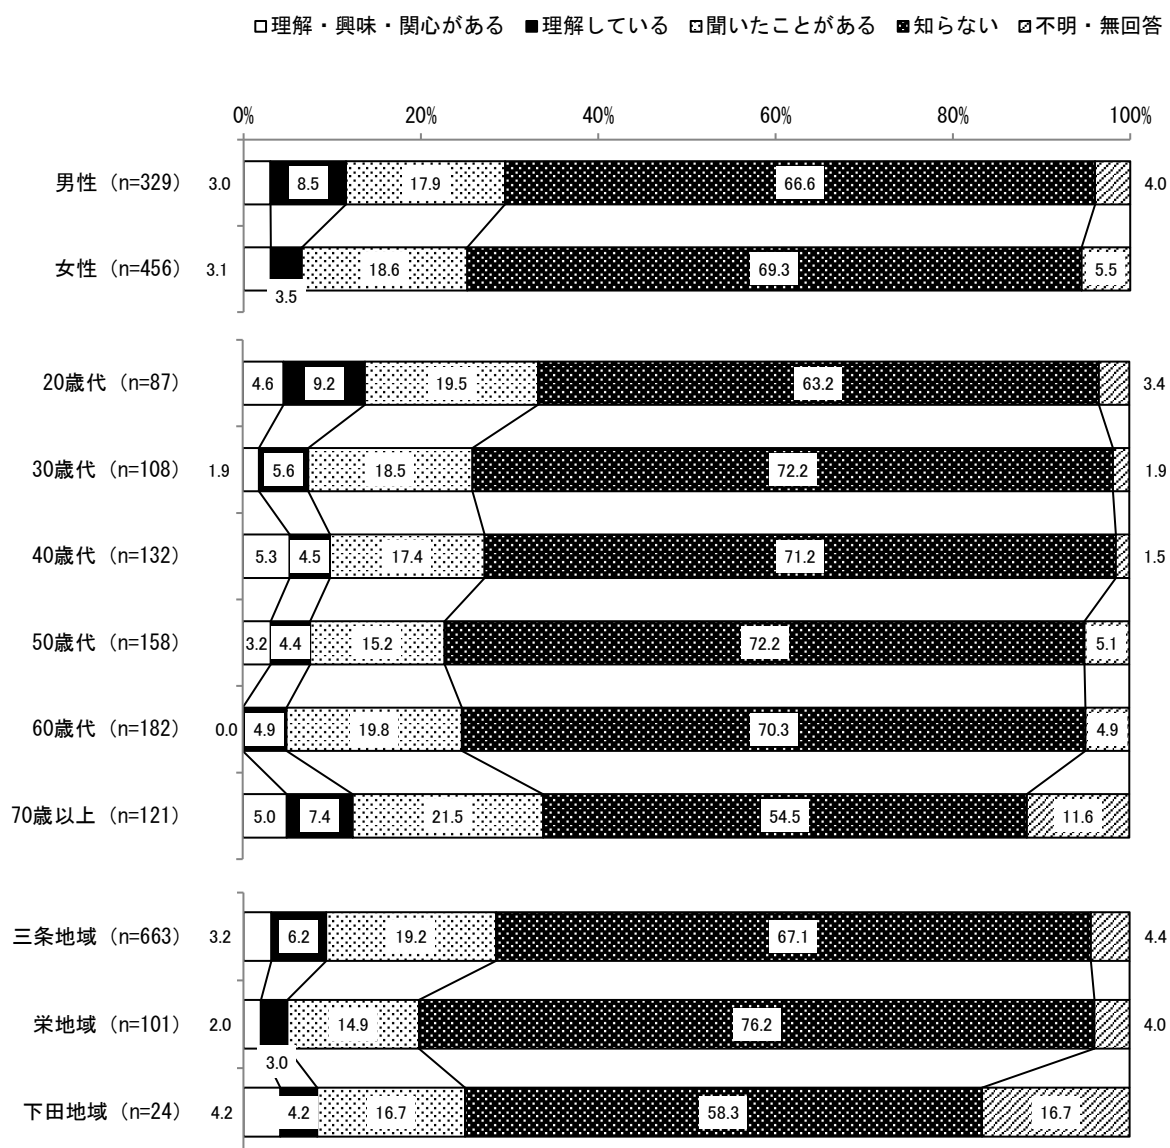 □理解・興味・関心がある ■理解している 聞いたことがある 知らない 不明・無回答
0% 20% 40% 60% 80% 100%
男性 (n=329) 3.0 8.5 17.9 66.6 4.0
女性 (n=456) 3.1 18.6 69.3 5.5
3.5
20歳代 (n=87) 4.6 9.2 19.5 63.2 3.4
30歳代 (n=108) 1.9 5.6 18.5 72.2 1.9
40歳代 (n=132) 5.3 4.5 17.4 71.2 1.5
50歳代 (n=158) 3.2 4.4 15.2 72.2 5.1
60歳代 (n=182) 0.0 4.9 19.8 70.3 4.9
70歳以上 (n=121) 5.0 7.4 21.5 54.5 11.6
三条地域 (n=663) 3.2 6.2 19.2 67.1 4.4
栄地域 (n=101) 2.0 14.9 76.2 4.0
3.0
下田地域 (n=24) 4.2 4.2 16.7 58.3 16.7